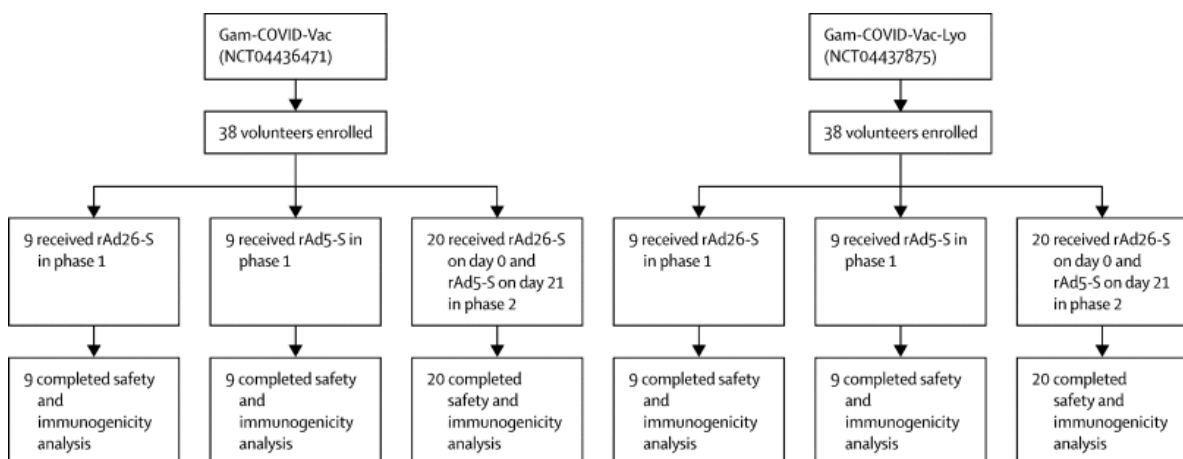 Gam-COVID-Vac
(NCT04436471)
38 volunteers enrolled
9 received rAd26-S
in phase 1
9 received rAd5-S in
phase 1
20 received rAd26-S
on day 0 and
rAd5-S on day 21
in phase 2
9 completed safety
and
immunogenicity
analysis
9 completed safety
and
immunogenicity
analysis
20 completed
safety and
immunogenicity
analysis
Gam-COVID-Vac-Lyo
(NCT04437875)
38 volunteers enrolled
9 received rAd26-S
in phase 1
9 received rAd5-S in
phase 1
20 received rAd26-S
on day 0 and
rAd5-S on day 21
in phase 2
9 completed safety
and
immunogenicity
analysis
9 completed safety
and
immunogenicity
analysis
20 completed
safety and
immunogenicity
analysis